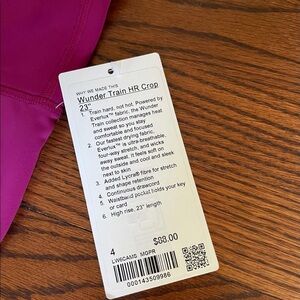 WHY WE MADE THIS
Wunder Train HR Crop
23"
1. Train hard, not hot. Powered by
Everlux™ fabric, the Wunder
Train collection manages heat
and sweat so you stay
comfortable and focused
2. Our fastest drying fabric,
Everlux™ is ultra-breathable,
four-way stretch, and wicks
away sweat. It feels soft on
the outside and cool and sleek
next to skin
3. Added Lycra® fibre for stretch
and shape retention
4. Continuous drawcord
5. Waistband pocket holds your key
or card
6. High rise, 23" length
4 $88.00
LW6CAMS MGPR
000143509986